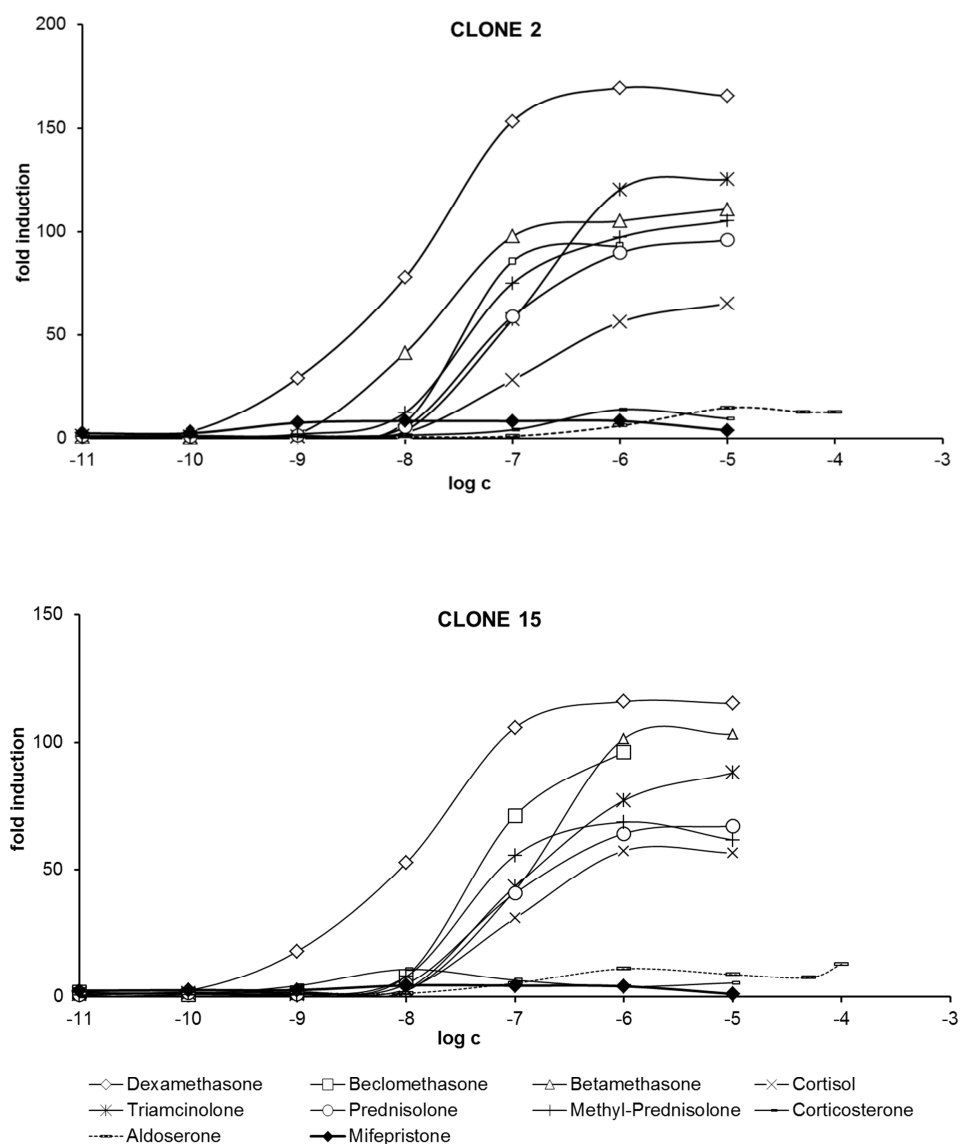 CLONE 2
200
150
100
50
0
fold induction
-11 -10 -9 -8 -7 -6 -5 -4 -3
log c
CLONE 15
150
100
50
0
fold induction
-11 -10 -9 -8 -7 -6 -5 -4 -3
log c
Dexamethasone Beclomethasone Betamethasone Cortisol
Triamcinolone Prednisolone Methyl-Prednisolone Corticosterone
Aldoserone Mifepristone